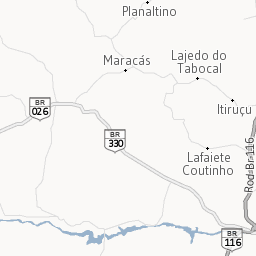 Planaltino
Maracás
Lajedo do
Tabocal
Itiruçu
BR
026
BR
330
Lafaiete
Coutinho
Rod. Br-116
BR
116